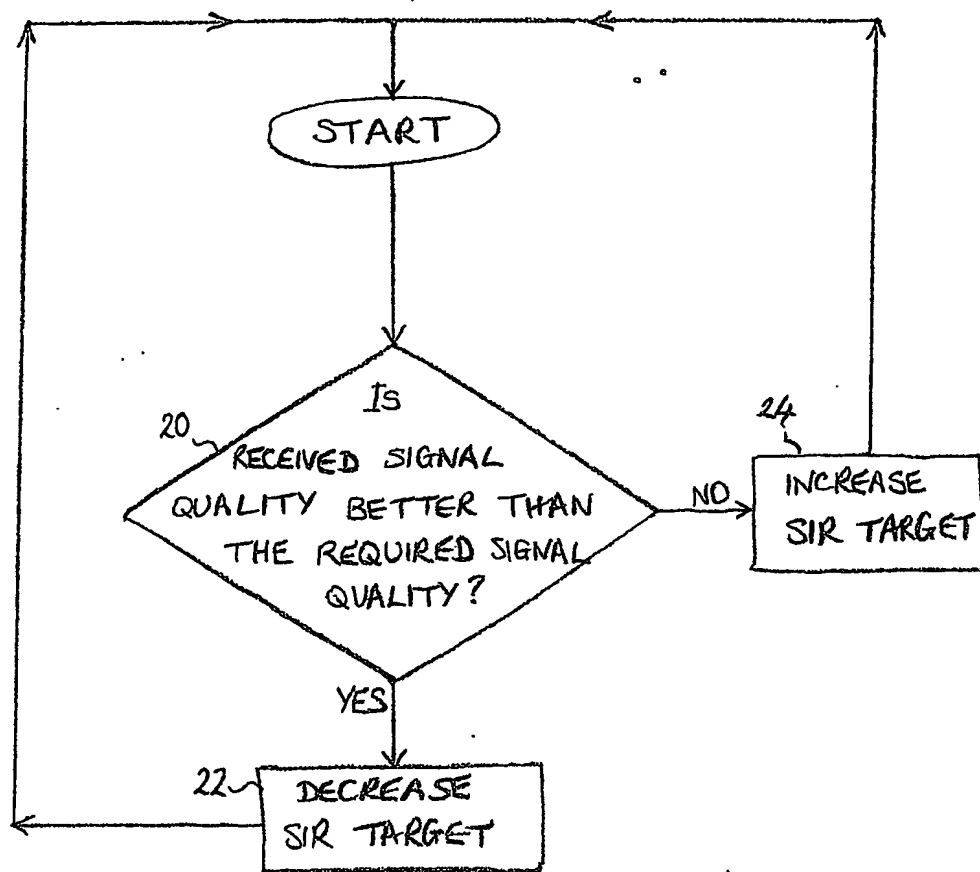 START
IS
20
RECEIVED SIGNAL
QUALITY BETTER THAN
THE REQUIRED SIGNAL
QUALITY?
NO
24
INCREASE
SIR TARGET
YES
22
DECREASE
SIR TARGET